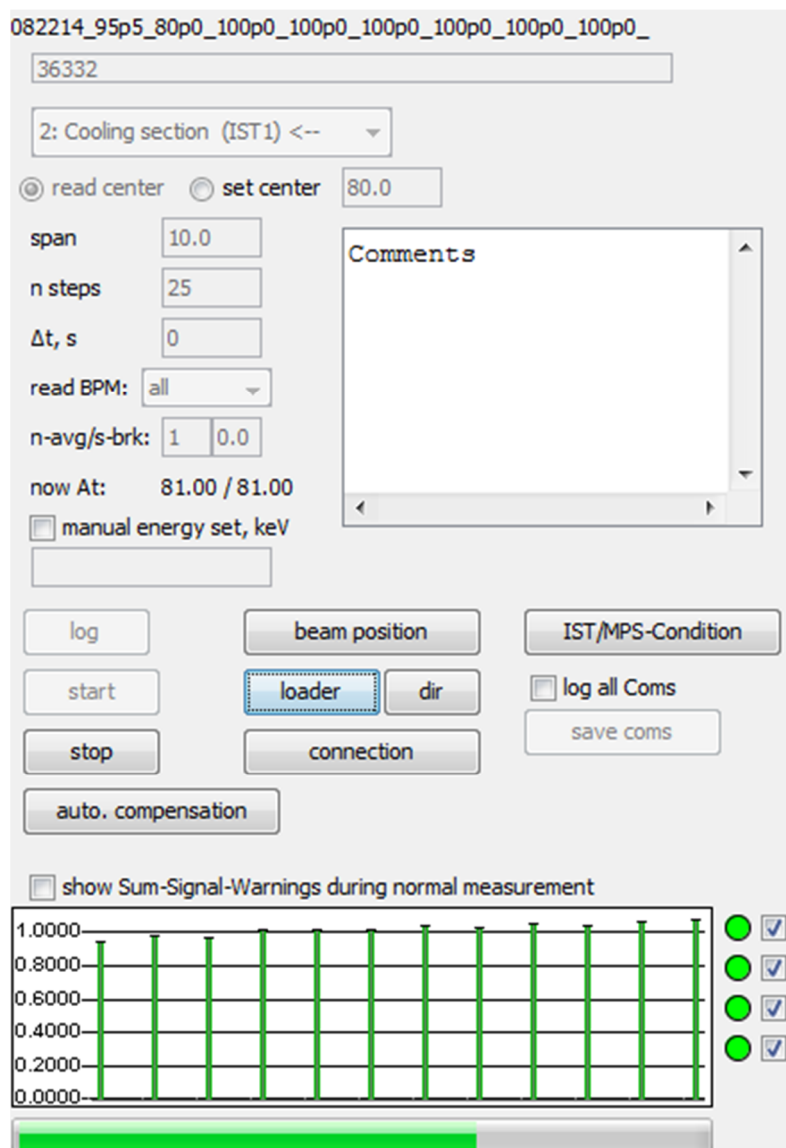 082214_95p5_80p0_100p0_100p0_100p0_100p0_100p0_100p0_
36332
2: Cooling section (IST1) <--
read center set center 80.0
span 10.0
Comments
n steps 25
Δt, s 0
read BPM: all
n-avg/s-brk: 1 0.0
now At: 81.00 / 81.00
manual energy set, keV
log beam position IST/MPS-Condition
start loader dir log all Coms
stop connection save coms
auto. compensation
show Sum-Signal-Warnings during normal measurement
1.0000
0.8000
0.6000
0.4000
0.2000
0.0000